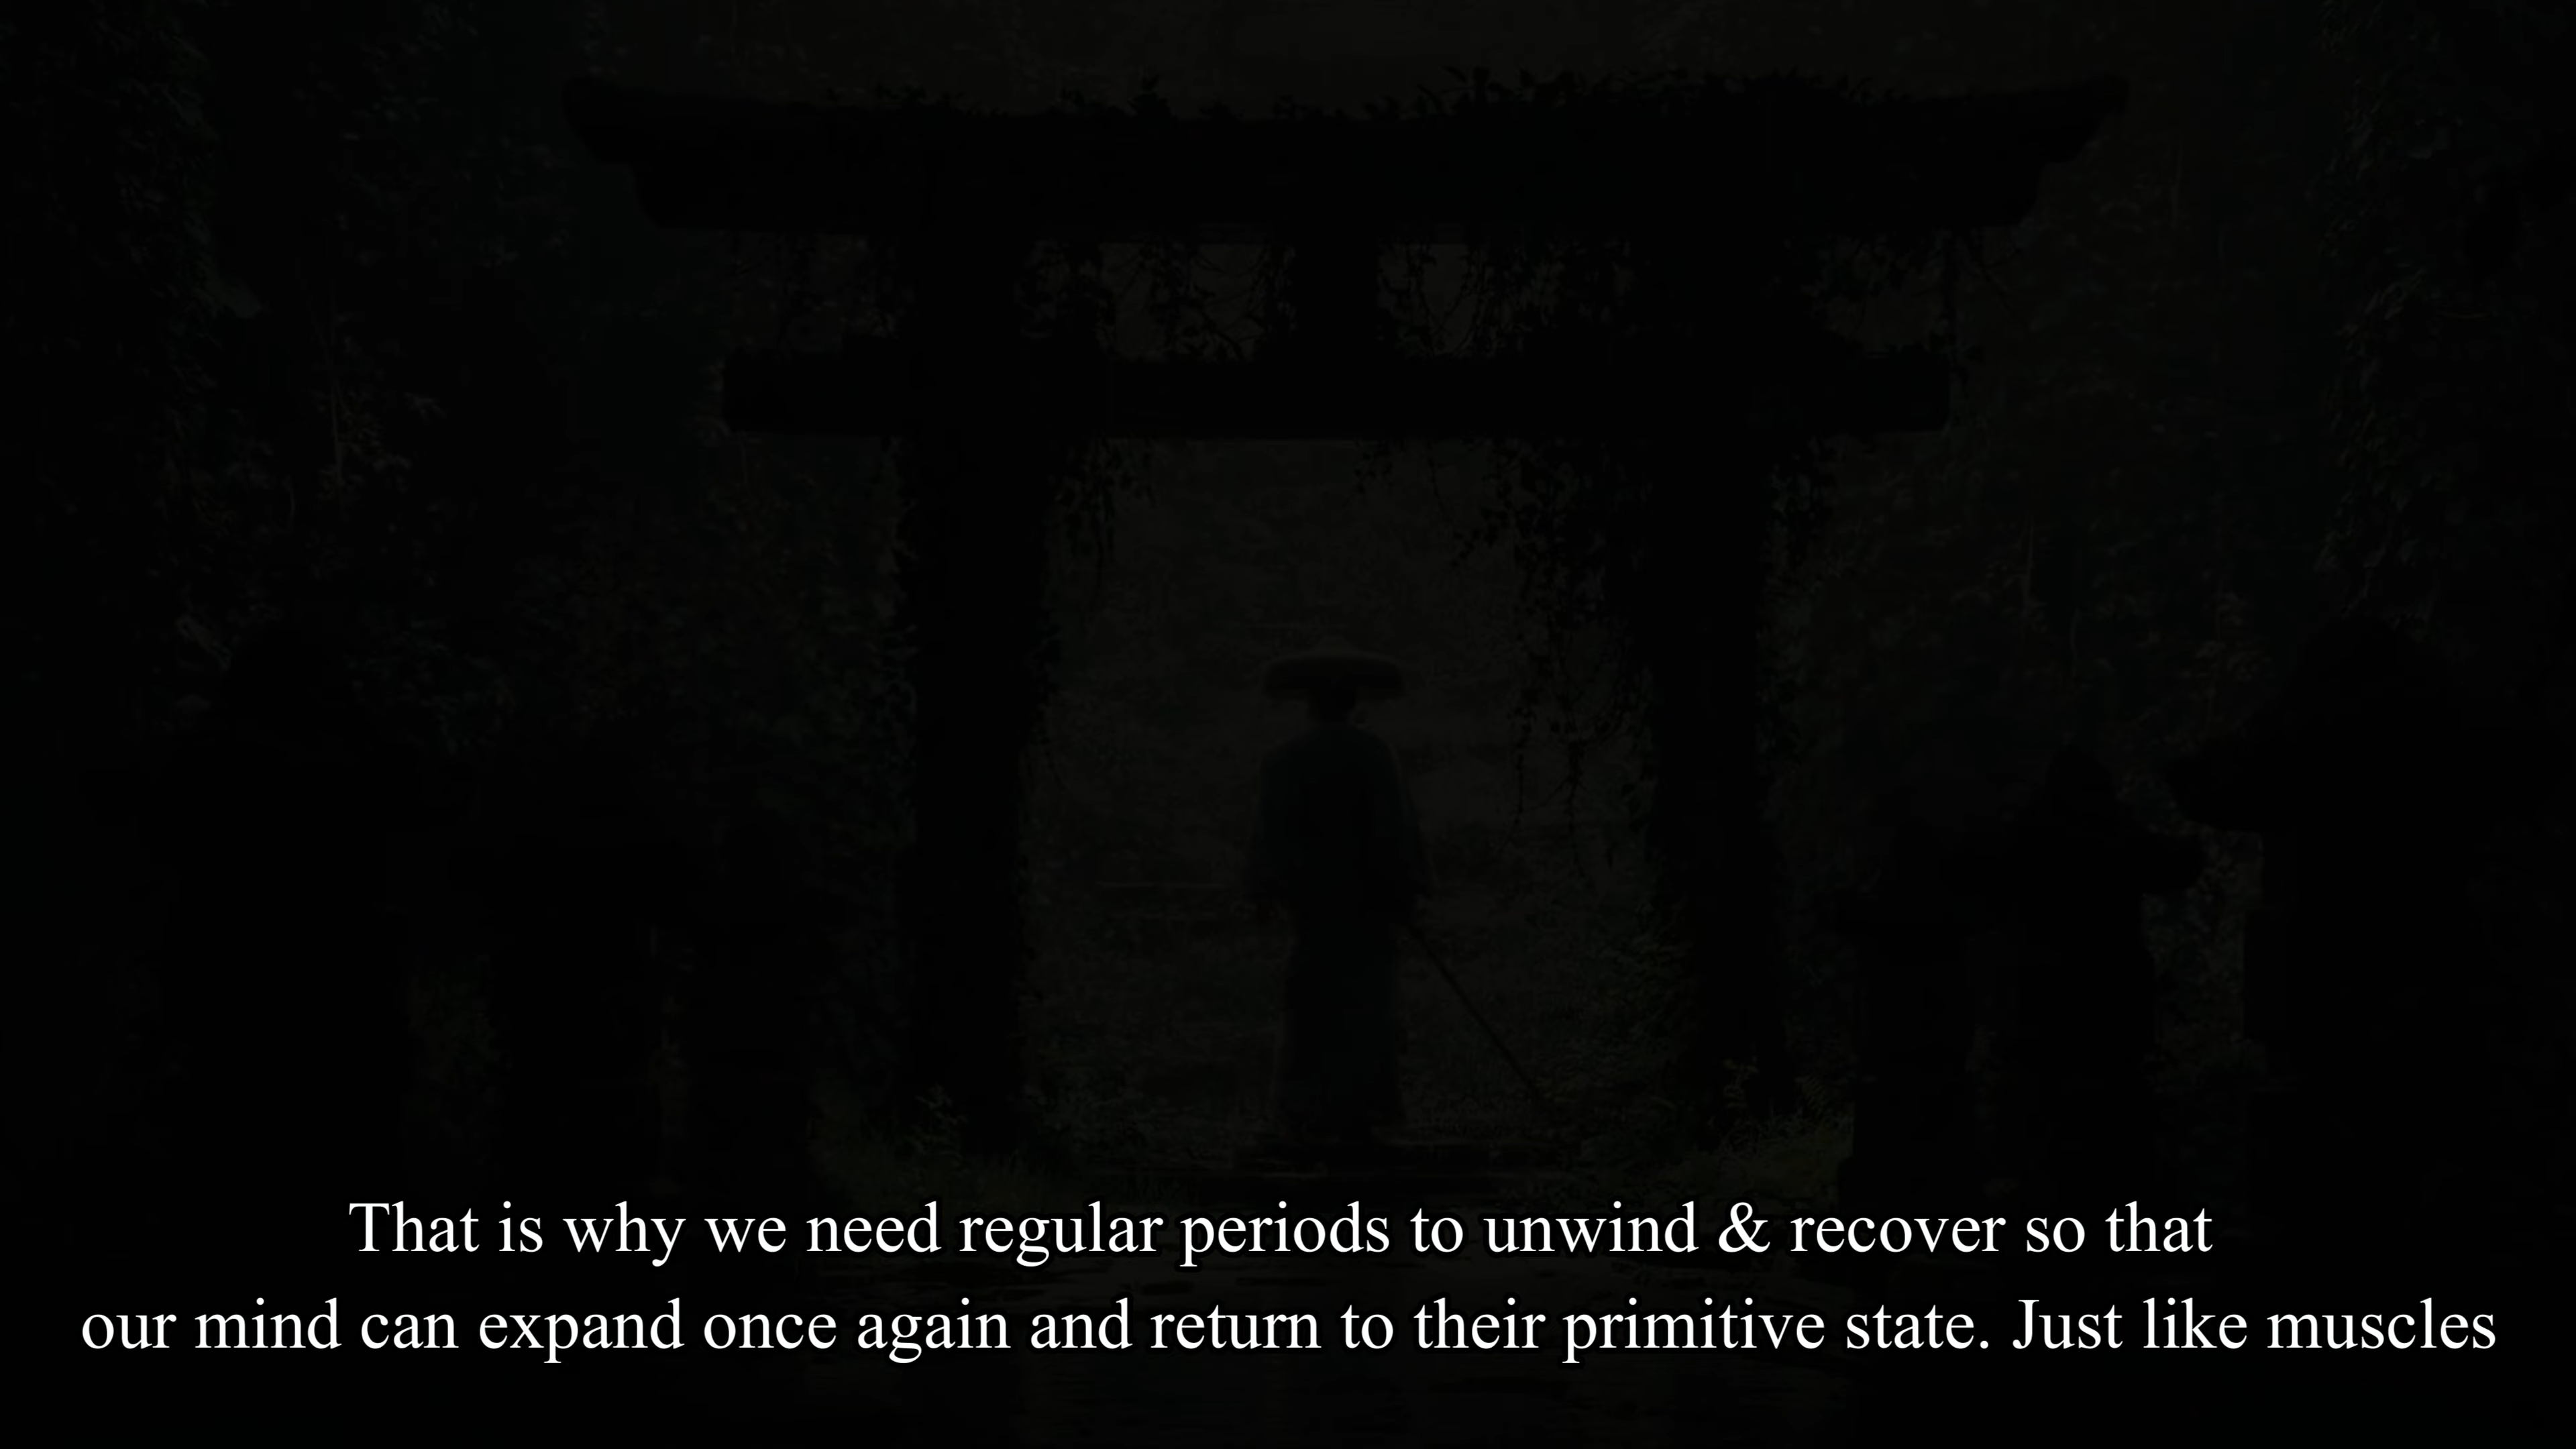 That is why we need regular periods to unwind & recover so that
our mind can expand once again and return to their primitive state. Just like muscles